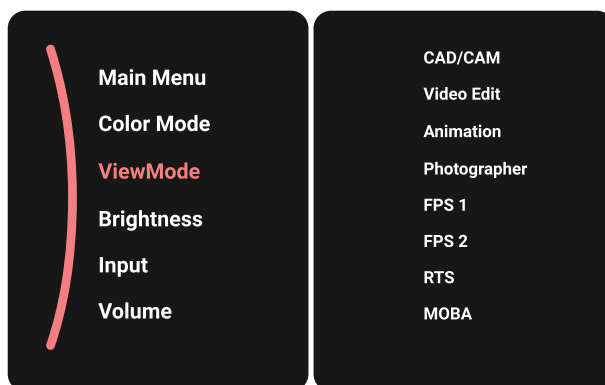 Main Menu
Color Mode
ViewMode
Brightness
Input
Volume
CAD/CAM
Video Edit
Animation
Photographer
FPS 1
FPS 2
RTS
MOBA